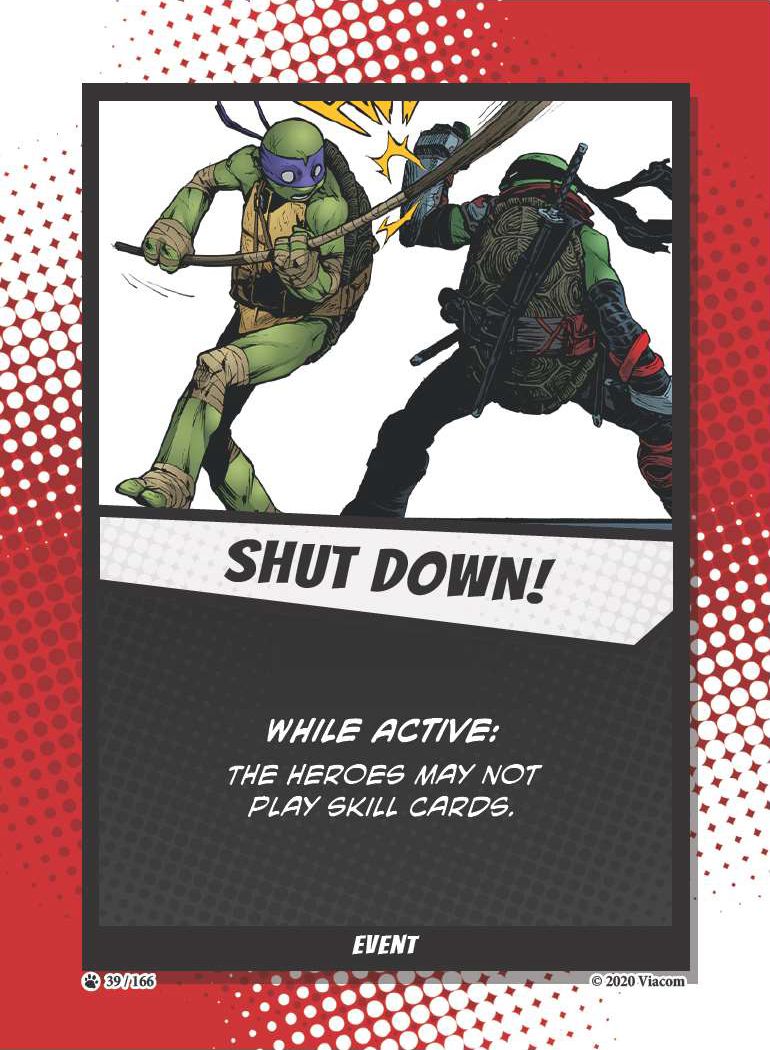 SHUT DOWN!
WHILE ACTIVE:
THE HEROES MAY NOT
PLAY SKILL CARDS.
EVENT
39/166
© 2020 Viacom